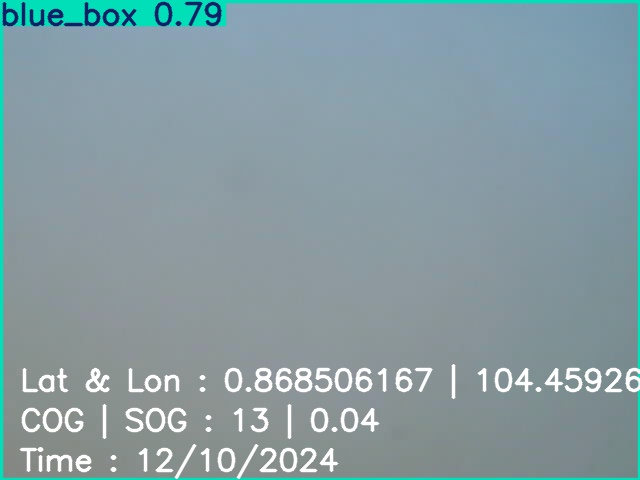 blue_box 0.79
Lat & Lon : 0.868506167 | 104.45926
COG | SOG : 13 | 0.04
Time : 12/10/2024